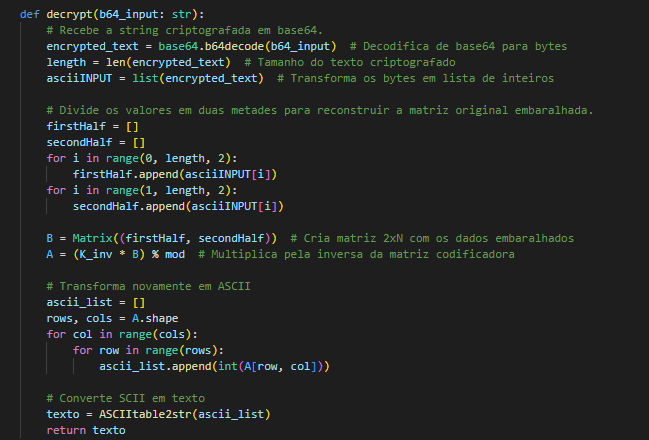 def decrypt(b64_input: str):
    # Recebe a string criptografada em base64.
    encrypted_text = base64.b64decode(b64_input)  # Decodifica de base64 para bytes
    length = len(encrypted_text)  # Tamanho do texto criptografado
    asciiINPUT = list(encrypted_text)  # Transforma os bytes em lista de inteiros

    # Divide os valores em duas metades para reconstruir a matriz original embaralhada.
    firstHalf = []
    secondHalf = []
    for i in range(0, length, 2):
        firstHalf.append(asciiINPUT[i])
    for i in range(1, length, 2):
        secondHalf.append(asciiINPUT[i])

    B = Matrix((firstHalf, secondHalf))  # Cria matriz 2xN com os dados embaralhados
    A = (K_inv * B) % mod  # Multiplica pela inversa da matriz codificadora

    # Transforma novamente em ASCII
    ascii_list = []
    rows, cols = A.shape
    for col in range(cols):
        for row in range(rows):
            ascii_list.append(int(A[row, col]))

    # Converte SCII em texto
    texto = ASCIItable2str(ascii_list)
    return texto